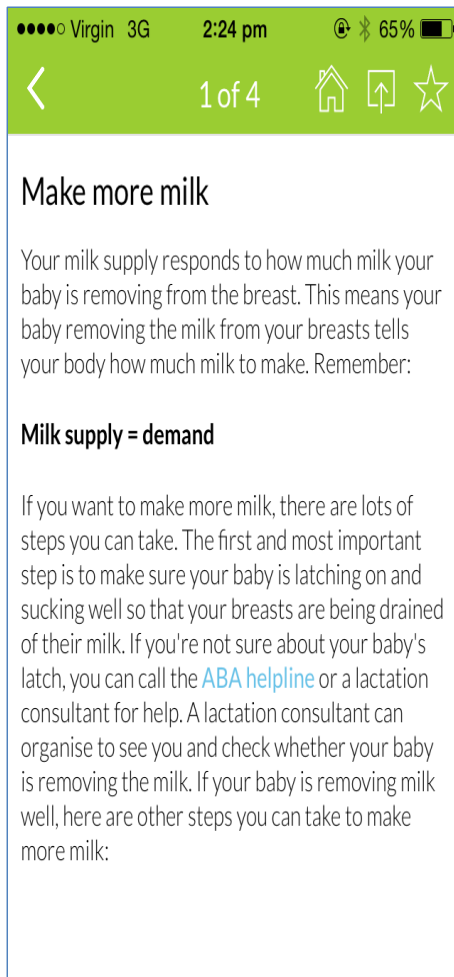 Virgin 3G 2:24 pm 65%
1 of 4
Make more milk
Your milk supply responds to how much milk your
baby is removing from the breast. This means your
baby removing the milk from your breasts tells
your body how much milk to make. Remember:
Milk supply = demand
If you want to make more milk, there are lots of
steps you can take. The first and most important
step is to make sure your baby is latching on and
sucking well so that your breasts are being drained
of their milk. If you're not sure about your baby's
latch, you can call the ABA helpline or a lactation
consultant for help. A lactation consultant can
organise to see you and check whether your baby
is removing the milk. If your baby is removing milk
well, here are other steps you can take to make
more milk: